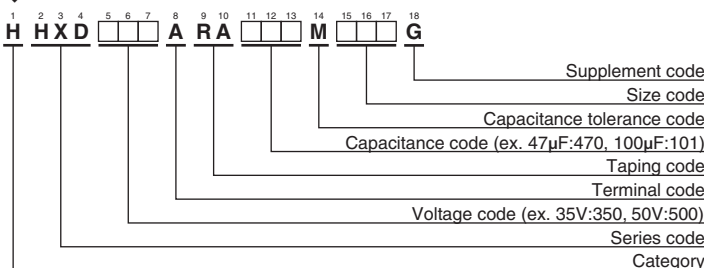 1 2 3 4 5 6 7 8 9 10 11 12 13 14 15 16 17 18
H HXD □□□ A RA □□□ M □□□ G
Supplement code
Size code
Capacitance tolerance code
Capacitance code (ex. 47μF:470, 100μF:101)
Taping code
Terminal code
Voltage code (ex. 35V:350, 50V:500)
Series code
Category